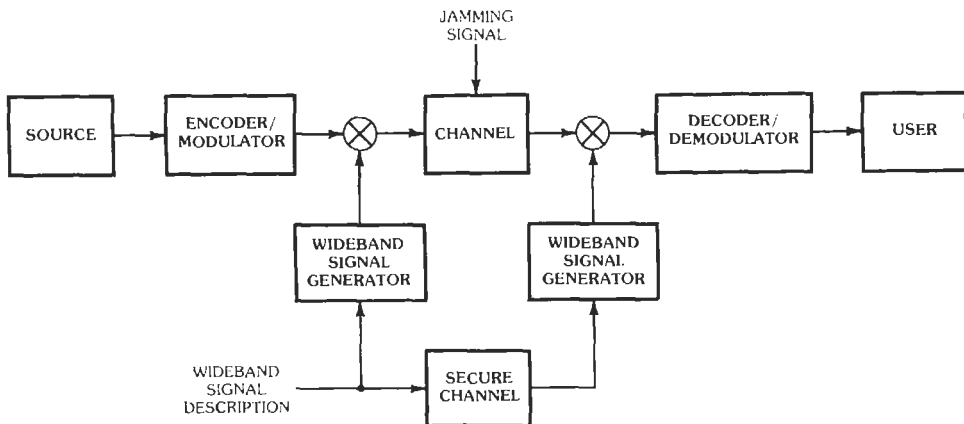 JAMMING
SIGNAL
SOURCE
ENCODER/
MODULATOR
CHANNEL
DECODER/
DEMODULATOR
USER
WIDEBAND
SIGNAL
GENERATOR
WIDEBAND
SIGNAL
GENERATOR
WIDEBAND
SIGNAL
DESCRIPTION
SECURE
CHANNEL